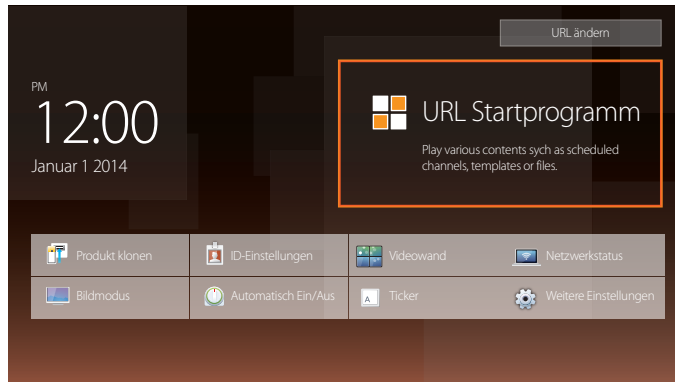 URL ändern
PM
12:00
Januar 1 2014
URL Startprogramm
Play various contents sych as scheduled
channels, templates or files.
Produkt klonen
ID-Einstellungen
Videowand
Netzwerkstatus
Bildmodus
Automatisch Ein/Aus
A
Ticker
Weitere Einstellungen